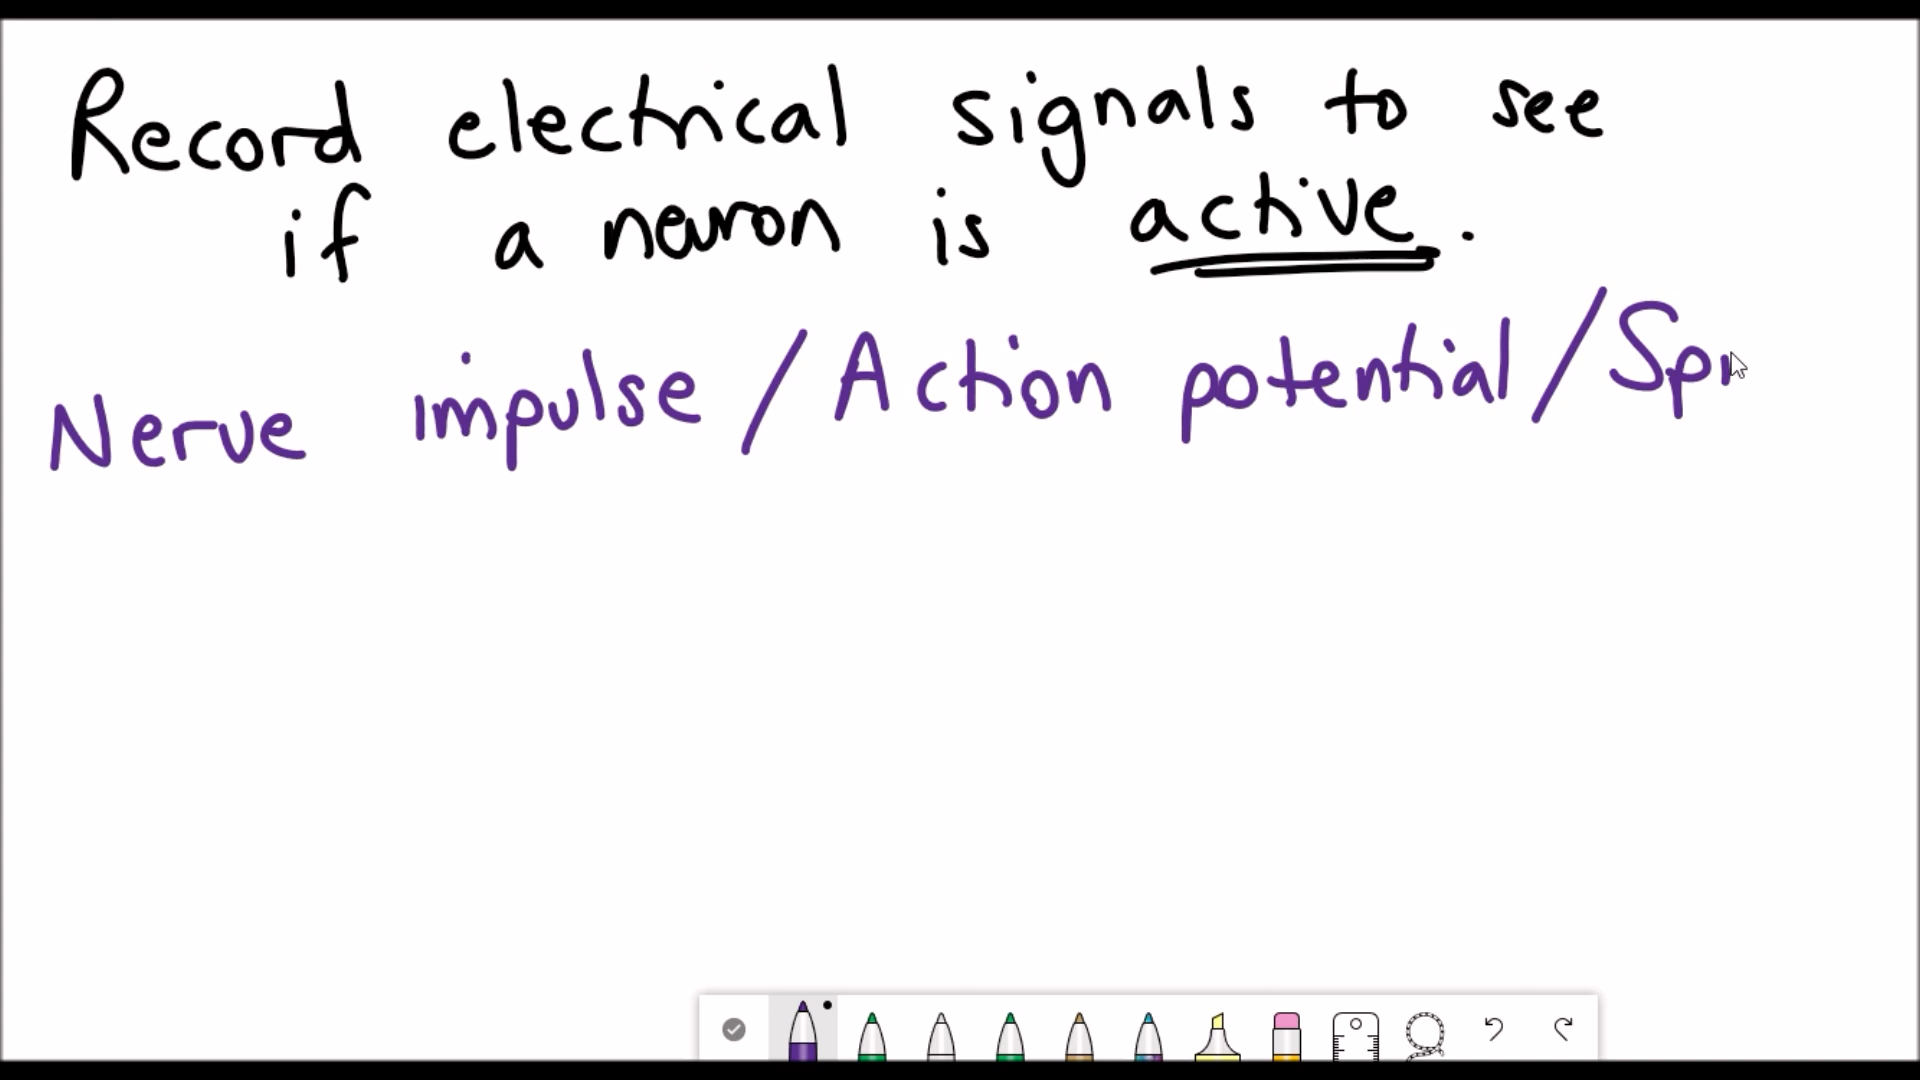 Record electrical signals to see
if a neuron is active.
Nerve impulse / Action potential / Sp